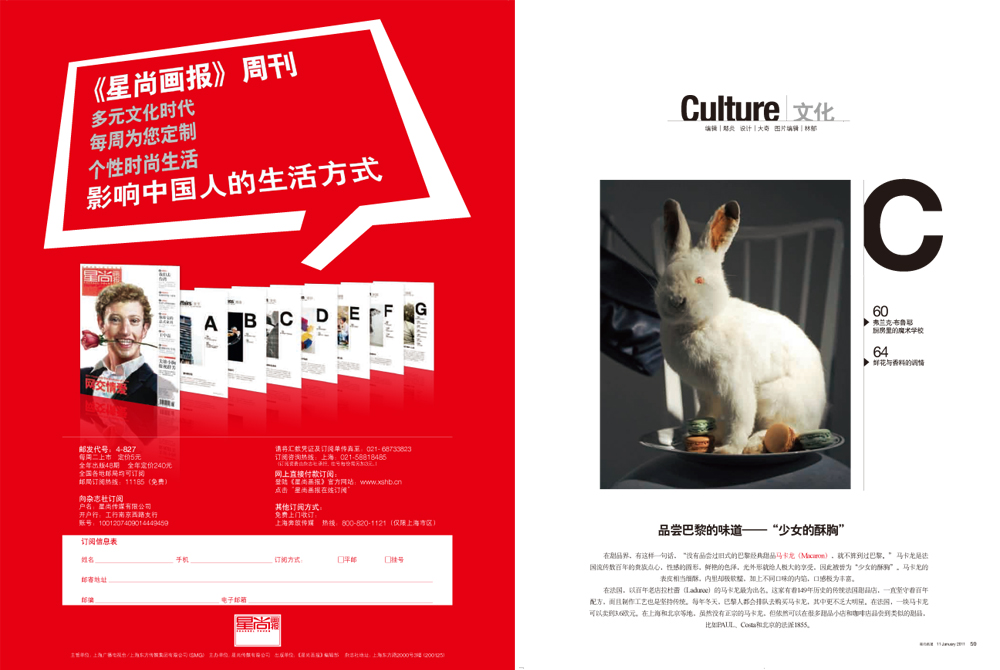 《星尚画报》周刊
多元文化时代
每周为您定制
个性时尚生活
影响中国人的生活方式
星尚
网交情爱
A
B
C
D
E
F
G
邮发代号：4-827
每周二上市 定价5元
全年出版48期 全年定价240元
全国各地邮局均可订阅
邮局订阅热线：11185（免费）
向杂志社订阅
户名：星尚传媒有限公司
开户行：工行南京西路支行
账号：1001207409014449459
请将汇款凭证及订阅单传真至：021-68733823
订阅咨询热线：上海：021-58818485
网上直接付款订阅：
登陆《星尚画报》官方网站：www.xshb.cn
点击“星尚画报在线订阅”
其他订阅方式：
免费上门收订：
上海奔敏传媒 热线：800-820-1121（仅限上海市区）
订阅信息表
姓名 手机 订阅方式： □平邮 □挂号
邮寄地址
邮编 电子邮箱
星尚
Culture 文化
设计｜大奇 图片编辑｜林郁
C
60
弗兰克·布鲁耶
厨房里的魔术学校
64
鲜花与香料的调情
品尝巴黎的味道——“少女的酥胸”
在甜品界，有这样一句话，“没有品尝过旧式的巴黎经典甜品马卡龙（Macaron），就不算到过巴黎。”马卡龙是法
国流传数百年的贵族点心，性感的圆形，鲜艳的色泽，光外形就给人极大的享受，因此被誉为“少女的酥胸”。马卡龙的
表皮相当酥酥，内里却极软糯，加上不同口味的内馅，口感极为丰富。
在法国，以百年老店拉杜蕾（Laduree）的马卡龙最为出名。这家有着149年历史的传统法国甜品店，一直坚守着百年
配方，而且制作工艺也是坚持传统。每年冬天，巴黎人都会排队去购买马卡龙，其中更不乏大明星。在法国，一块马卡龙
可以卖到3.6欧元。在上海和北京等地，虽然没有正宗的马卡龙，但依然可以在很多甜品小店和咖啡店品尝到类似的甜品，
比如PAUL、Costa和北京的法派1855。
11 January 2011 59